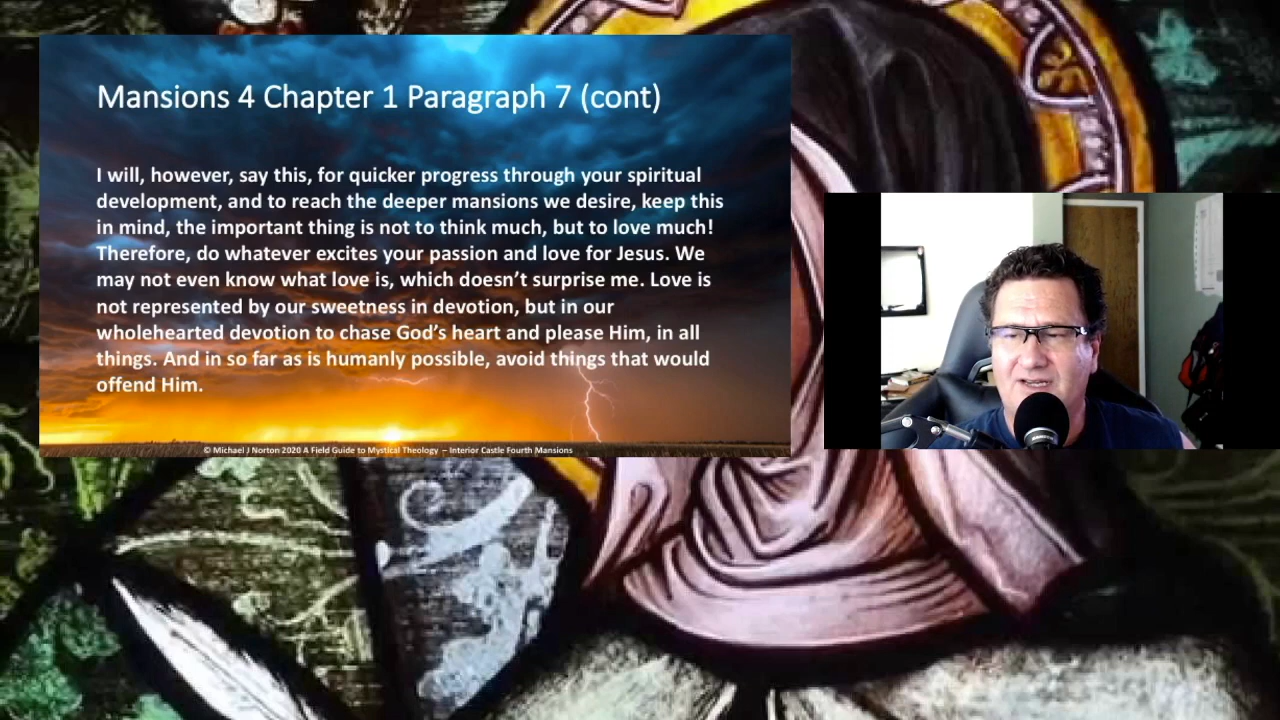 Mansions 4 Chapter 1 Paragraph 7 (cont)
I will, however, say this, for quicker progress through your spiritual
development, and to reach the deeper mansions we desire, keep this
in mind, the important thing is not to think much, but to love much!
Therefore, do whatever excites your passion and love for Jesus. We
may not even know what love is, which doesn’t surprise me. Love is
not represented by our sweetness in devotion, but in our
wholehearted devotion to chase God’s heart and please Him, in all
things. And in so far as is humanly possible, avoid things that would
offend Him.
© Michael J Norton 2020 A Field Guide to Mystical Theology – Interior Castle Fourth Mansions